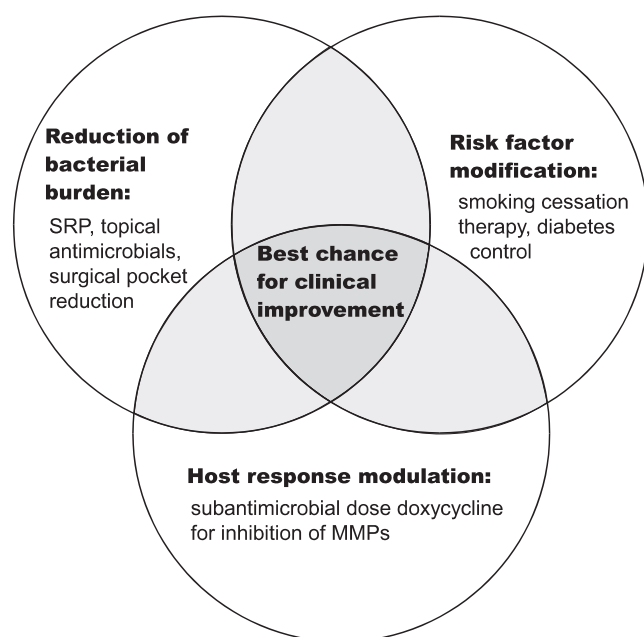 Reduction of
bacterial
burden:
SRP, topical
antimicrobials,
surgical pocket
reduction
Risk factor
modification:
smoking cessation
therapy, diabetes
control
Best chance
for clinical
improvement
Host response modulation:
subantimicrobial dose doxycycline
for inhibition of MMPs